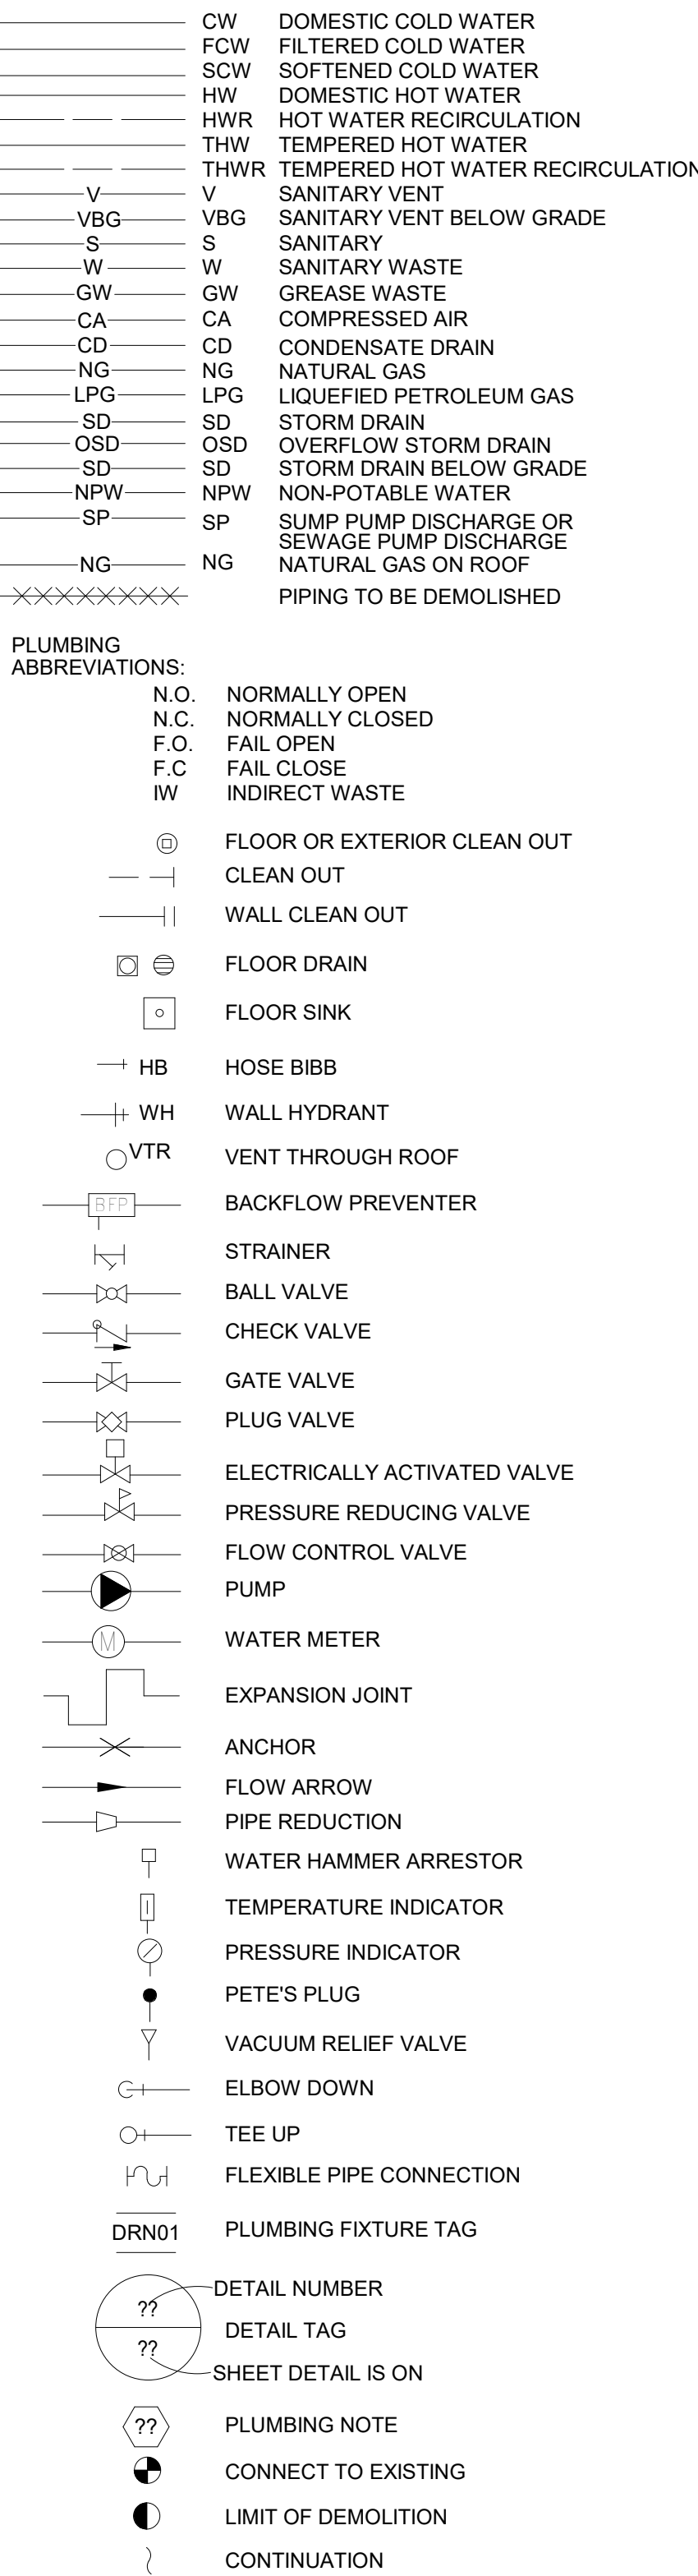 CW DOMESTIC COLD WATER
FCW FILTERED COLD WATER
SCW SOFTENED COLD WATER
HW DOMESTIC HOT WATER
HWR HOT WATER RECIRCULATION
THW TEMPERED HOT WATER
THWR TEMPERED HOT WATER RECIRCULATION
V V SANITARY VENT
VBG VBG SANITARY VENT BELOW GRADE
S S SANITARY
W W SANITARY WASTE
GW GW GREASE WASTE
CA CA COMPRESSED AIR
CD CD CONDENSATE DRAIN
NG NG NATURAL GAS
LPG LPG LIQUEFIED PETROLEUM GAS
SD SD STORM DRAIN
OSD OSD OVERFLOW STORM DRAIN
SD SD STORM DRAIN BELOW GRADE
NPW NPW NON-POTABLE WATER
SP SP SUMP PUMP DISCHARGE OR
SEWAGE PUMP DISCHARGE
NG NG NATURAL GAS ON ROOF
PIPING TO BE DEMOLISHED
PLUMBING
ABBREVIATIONS:
N.O. NORMALLY OPEN
N.C. NORMALLY CLOSED
F.O. FAIL OPEN
F.C FAIL CLOSE
IW INDIRECT WASTE
FLOOR OR EXTERIOR CLEAN OUT
CLEAN OUT
WALL CLEAN OUT
FLOOR DRAIN
FLOOR SINK
HB HOSE BIBB
WH WALL HYDRANT
VTR VENT THROUGH ROOF
BFP BACKFLOW PREVENTER
STRAINER
BALL VALVE
CHECK VALVE
GATE VALVE
PLUG VALVE
ELECTRICALLY ACTIVATED VALVE
PRESSURE REDUCING VALVE
FLOW CONTROL VALVE
PUMP
M WATER METER
EXPANSION JOINT
ANCHOR
FLOW ARROW
PIPE REDUCTION
WATER HAMMER ARRESTOR
TEMPERATURE INDICATOR
PRESSURE INDICATOR
PETE'S PLUG
VACUUM RELIEF VALVE
ELBOW DOWN
TEE UP
FLEXIBLE PIPE CONNECTION
DRN01 PLUMBING FIXTURE TAG
DETAIL NUMBER
??
DETAIL TAG
??
SHEET DETAIL IS ON
?? PLUMBING NOTE
CONNECT TO EXISTING
LIMIT OF DEMOLITION
CONTINUATION